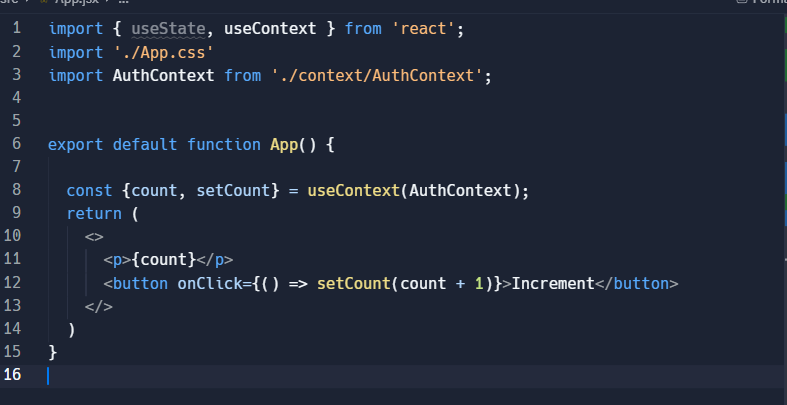 src > App.jsx > ...
1 import { useState, useContext } from 'react';
2 import './App.css'
3 import AuthContext from './context/AuthContext';
4
5
6 export default function App() {
7
8 const {count, setCount} = useContext(AuthContext);
9 return (
10 <>
11 <p>{count}</p>
12 <button onClick={() => setCount(count + 1)}>Increment</button>
13 </>
14 )
15 }
16